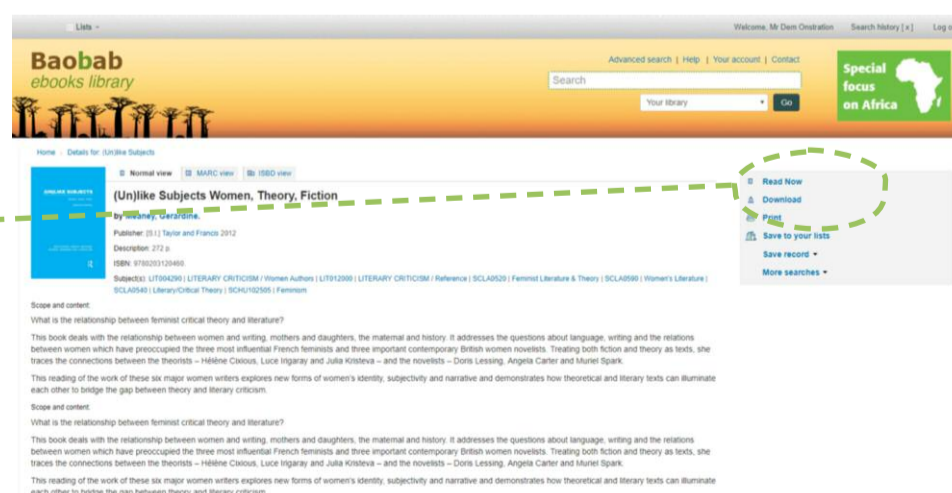 Lists
Welcome, Mr Dem Onstration Search history [x] Log o
Baobab
ebooks library
Advanced search | Help | Your account | Contact
Search
Your library
Go
Special
focus
on Africa
Home Details for: (Un)like Subjects
Normal view MARC view ISBD view
(Un)like Subjects Women, Theory, Fiction
by Meaney, Gerardine.
Publisher: [S.l.] Taylor and Francis 2012
Description: 272 p.
ISBN: 9780203120460.
Subject(s): LIT004290 | LITERARY CRITICISM / Women Authors | LIT012000 | LITERARY CRITICISM / Reference | SCLA0520 | Feminist Literature & Theory | SCLA0590 | Women's Literature |
SCLA0540 | Literary/Critical Theory | SCHU102505 | Feminism
Read Now
Download
Print
Save to your lists
Save record
More searches
UNLIKE SUBJECTS
Scope and content:
What is the relationship between feminist critical theory and literature?
This book deals with the relationship between women and writing, mothers and daughters, the maternal and history. It addresses the questions about language, writing and the relations
between women which have preoccupied the three most influential French feminists and three important contemporary British women novelists. Treating both fiction and theory as texts, she
traces the connections between the theorists – Hélène Cixous, Luce Irigaray and Julia Kristeva – and the novelists – Doris Lessing, Angela Carter and Muriel Spark.
This reading of the work of these six major women writers explores new forms of women's identity, subjectivity and narrative and demonstrates how theoretical and literary texts can illuminate
each other to bridge the gap between theory and literary criticism.
Scope and content:
What is the relationship between feminist critical theory and literature?
This book deals with the relationship between women and writing, mothers and daughters, the maternal and history. It addresses the questions about language, writing and the relations
between women which have preoccupied the three most influential French feminists and three important contemporary British women novelists. Treating both fiction and theory as texts, she
traces the connections between the theorists – Hélène Cixous, Luce Irigaray and Julia Kristeva – and the novelists – Doris Lessing, Angela Carter and Muriel Spark.
This reading of the work of these six major women writers explores new forms of women's identity, subjectivity and narrative and demonstrates how theoretical and literary texts can illuminate
each other to bridge the gap between theory and literary criticism.